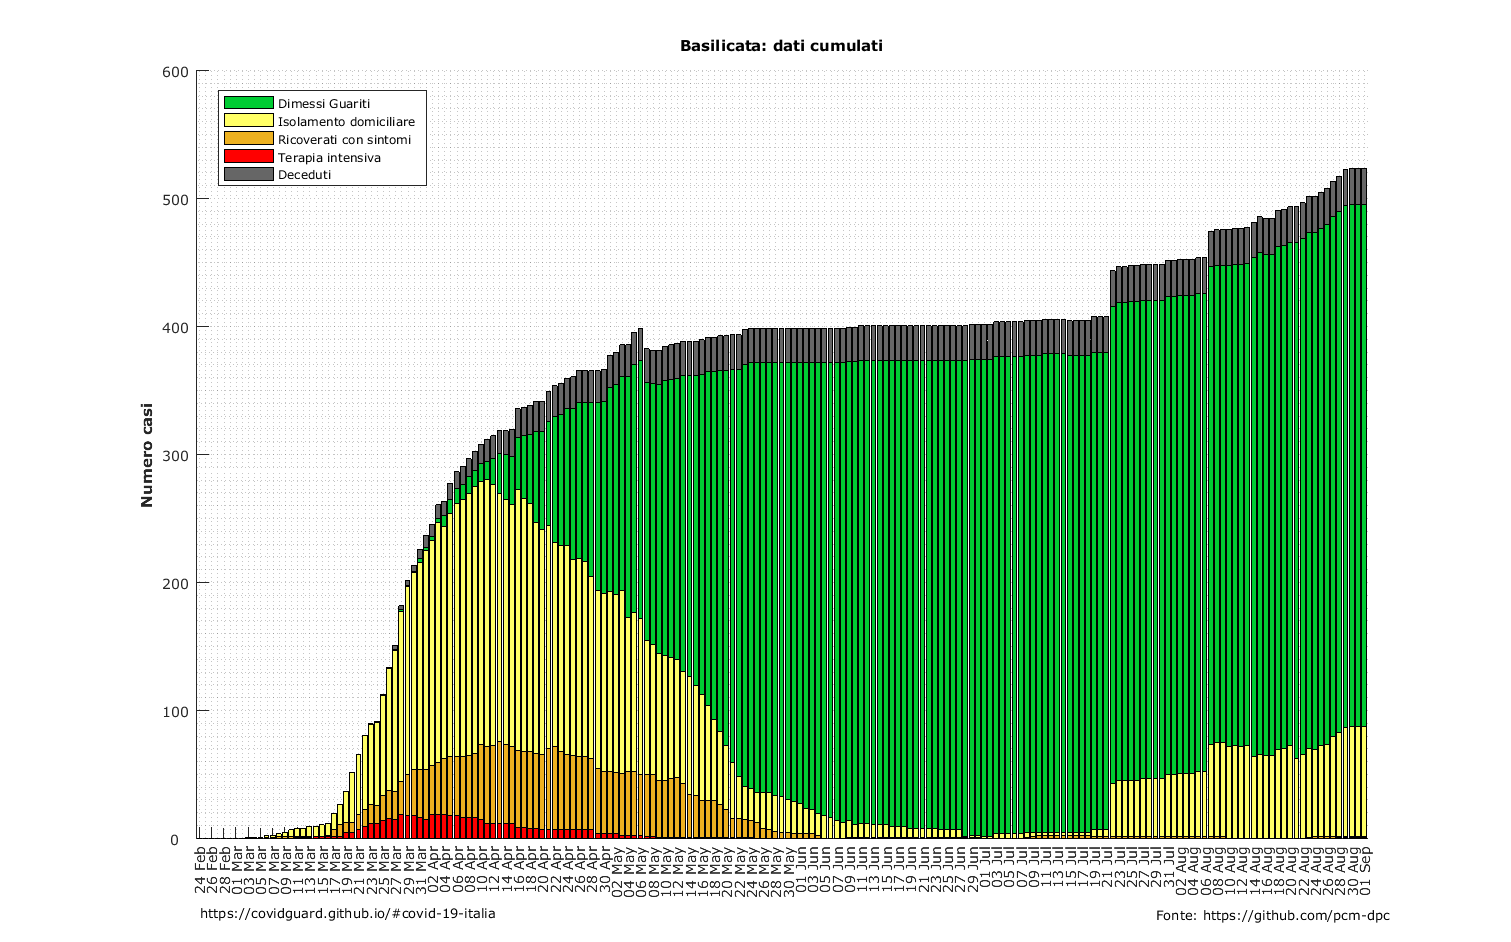 Basilicata: dati cumulati
600
500
400
300
200
100
0
Numero casi
Dimessi Guariti
Isolamento domiciliare
Ricoverati con sintomi
Terapia intensiva
Deceduti
24 Feb
26 Feb
28 Feb
01 Mar
03 Mar
05 Mar
07 Mar
09 Mar
11 Mar
13 Mar
15 Mar
17 Mar
19 Mar
21 Mar
23 Mar
25 Mar
27 Mar
29 Mar
31 Mar
02 Apr
04 Apr
06 Apr
08 Apr
10 Apr
12 Apr
14 Apr
16 Apr
18 Apr
20 Apr
22 Apr
24 Apr
26 Apr
28 Apr
30 Apr
02 May
04 May
06 May
08 May
10 May
12 May
14 May
16 May
18 May
20 May
22 May
24 May
26 May
28 May
30 May
01 Jun
03 Jun
05 Jun
07 Jun
09 Jun
11 Jun
13 Jun
15 Jun
17 Jun
19 Jun
21 Jun
23 Jun
25 Jun
27 Jun
29 Jun
01 Jul
03 Jul
05 Jul
07 Jul
09 Jul
11 Jul
13 Jul
15 Jul
17 Jul
19 Jul
21 Jul
23 Jul
25 Jul
27 Jul
29 Jul
31 Jul
02 Aug
04 Aug
06 Aug
08 Aug
10 Aug
12 Aug
14 Aug
16 Aug
18 Aug
20 Aug
22 Aug
24 Aug
26 Aug
28 Aug
30 Aug
01 Sep
https://covidguard.github.io/#covid-19-italia
Fonte: https://github.com/pcm-dpc